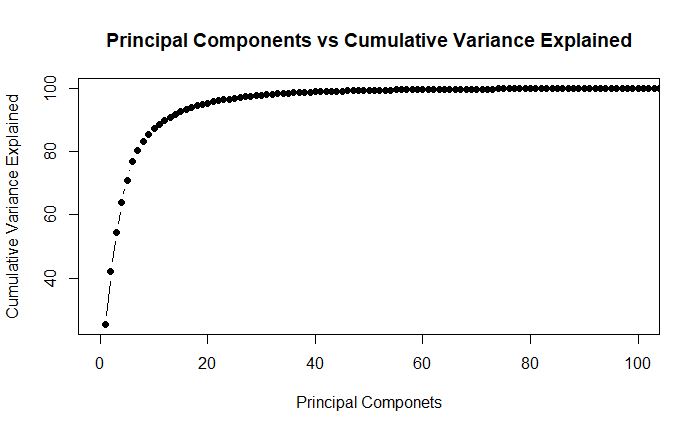 Principal Components vs Cumulative Variance Explained
Cumulative Variance Explained
100
80
60
40
0 20 40 60 80 100
Principal Componets